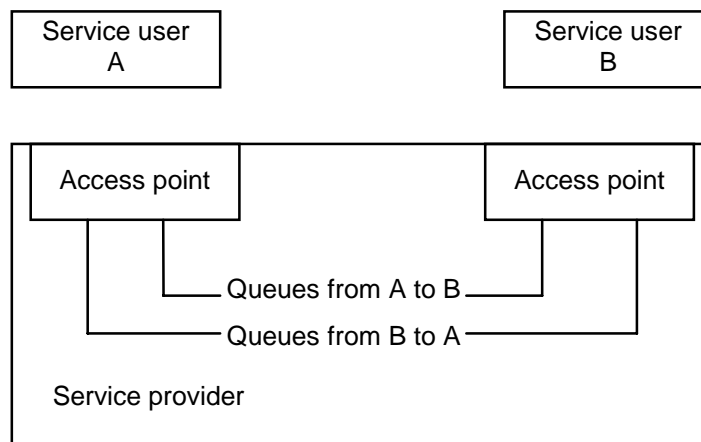 Service user
A
Service user
B
Access point
Access point
Queues from A to B
Queues from B to A
Service provider